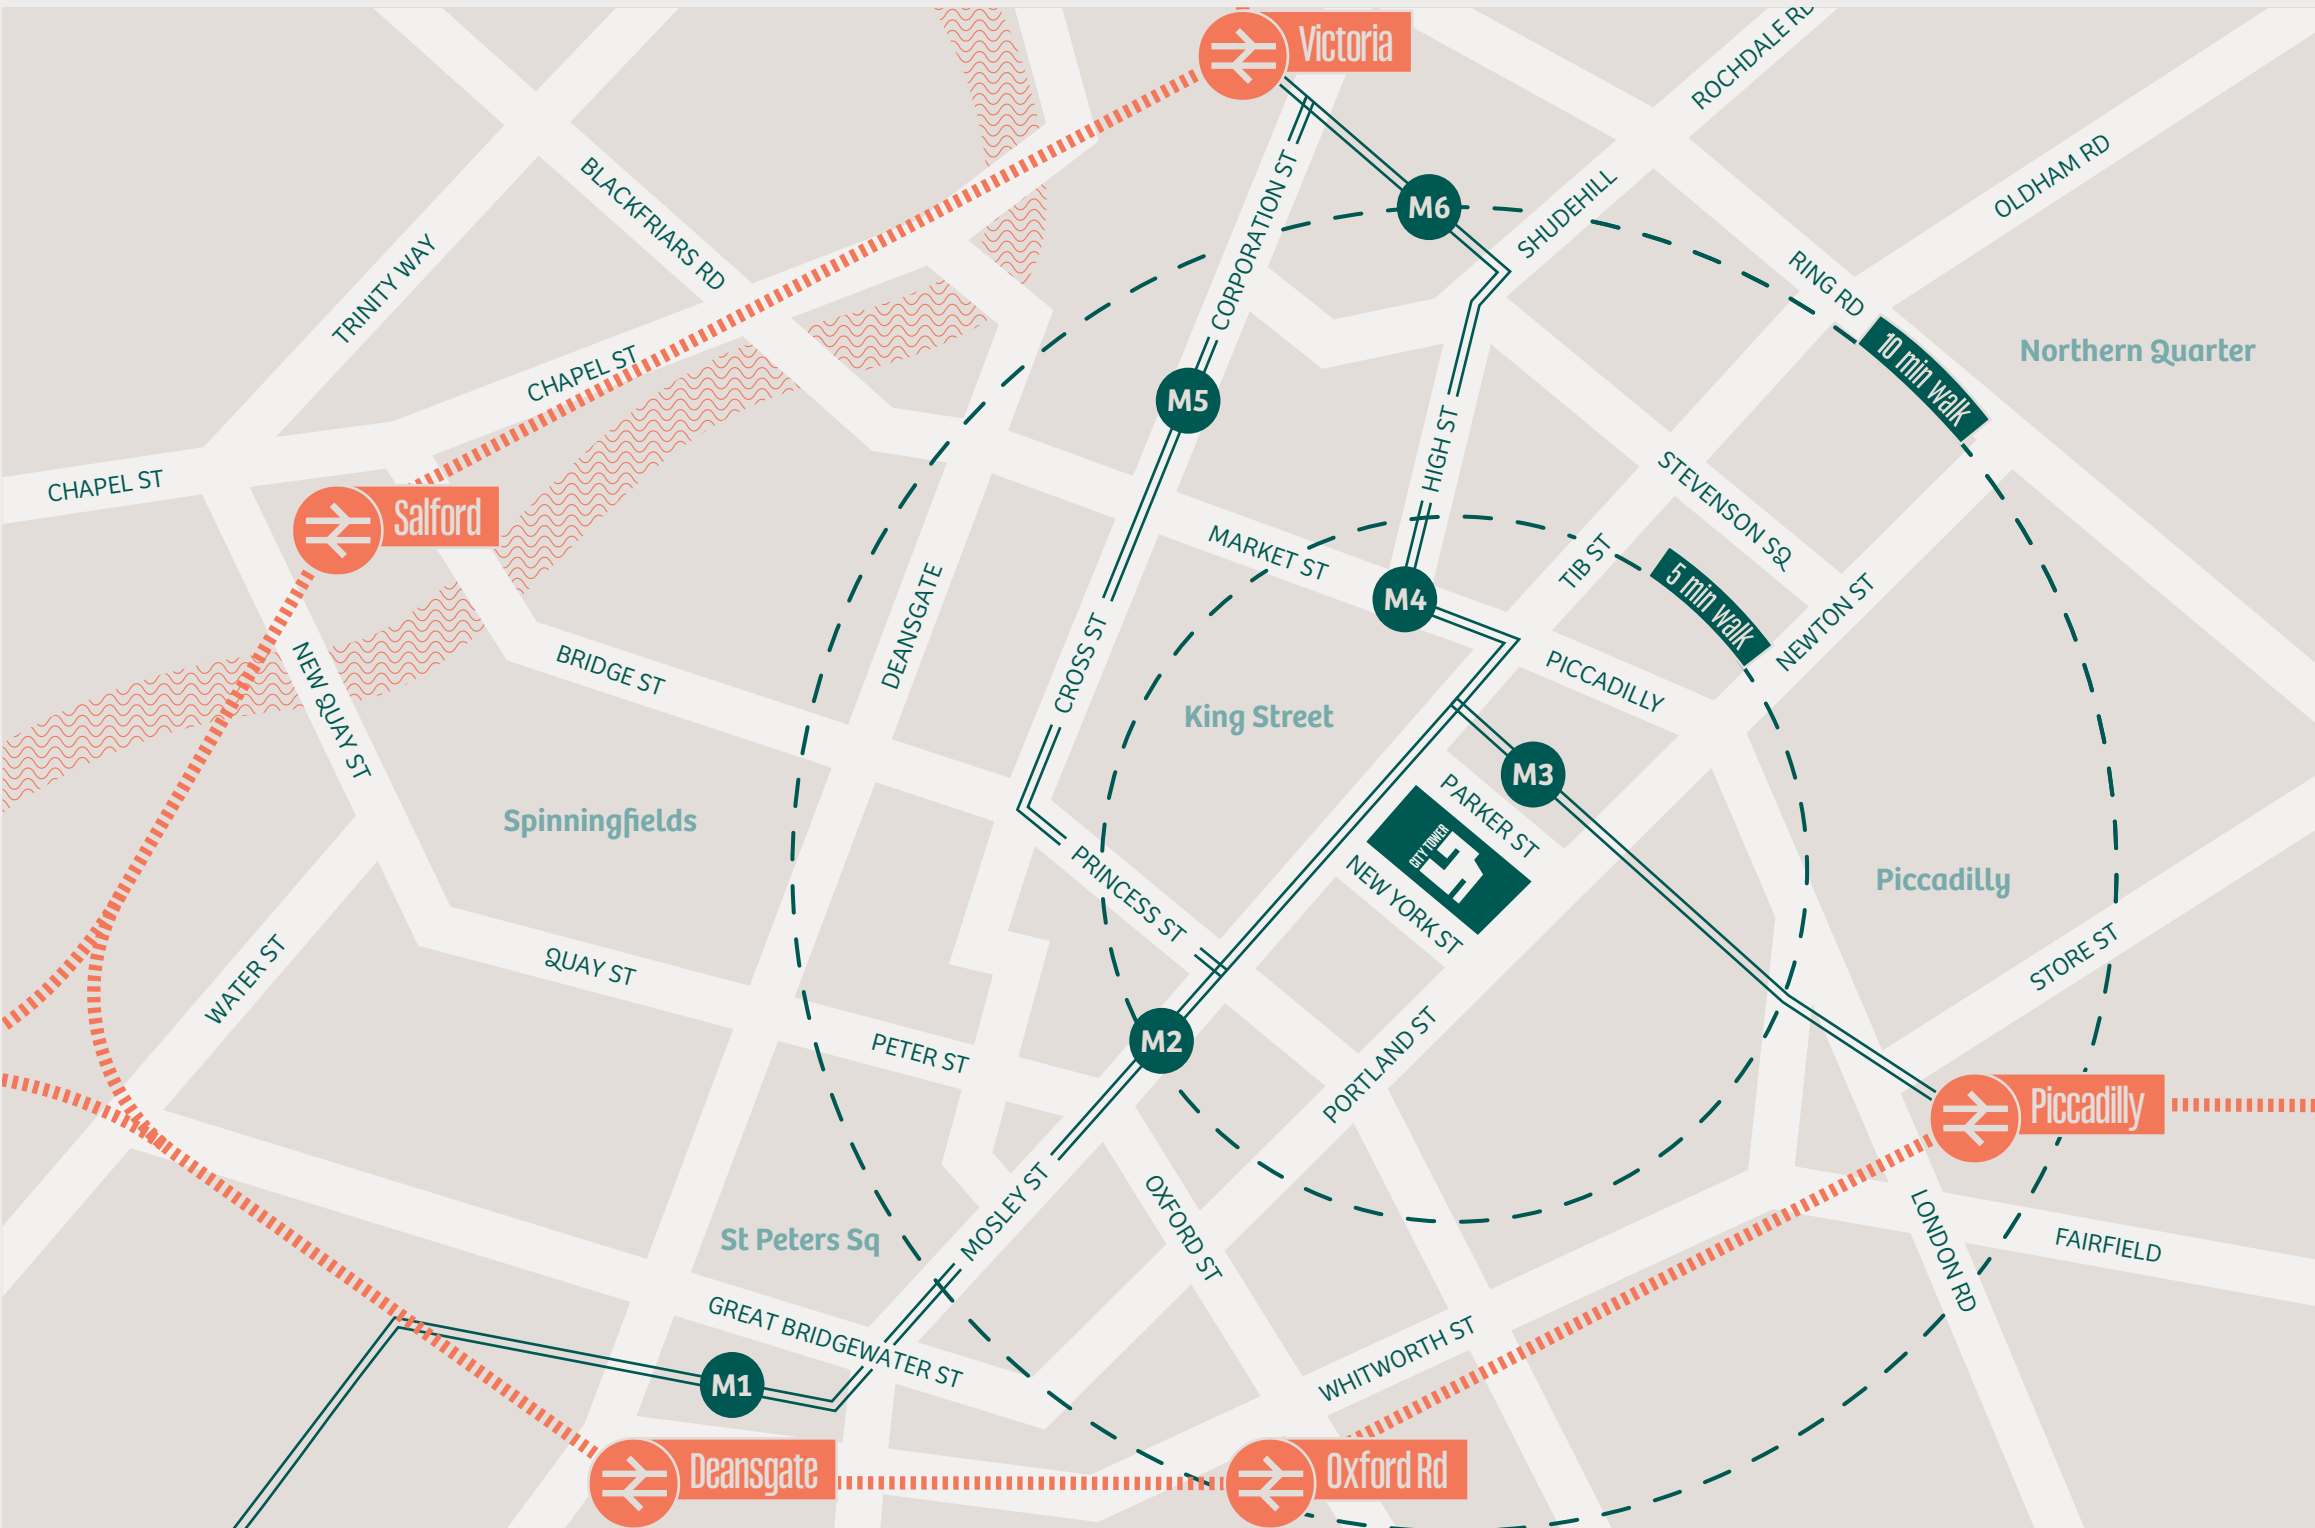 Victoria
ROCHDALE RD
M6
SHUDEHILL
OLDHAM RD
RING RD
BLACKFRIARS RD
TRINITY WAY
CORPORATION ST
CHAPEL ST
CHAPEL ST
10 min walk
Northern Quarter
M5
HIGH ST
STEVENSON SQ
Salford
MARKET ST
TIB ST
M4
5 min walk
NEWTON ST
DEANSGATE
CROSS ST
BRIDGE ST
NEW QUAY ST
PICCADILLY
King Street
M3
PARKER ST
CITY TOWER
NEW YORK ST
Spinningfields
PRINCESS ST
Piccadilly
QUAY ST
WATER ST
STORE ST
PETER ST
M2
PORTLAND ST
Piccadilly
MOSLEY ST
OXFORD ST
St Peters Sq
LONDON RD
FAIRFIELD
GREAT BRIDGEWATER ST
WHITWORTH ST
M1
Deansgate
Oxford Rd